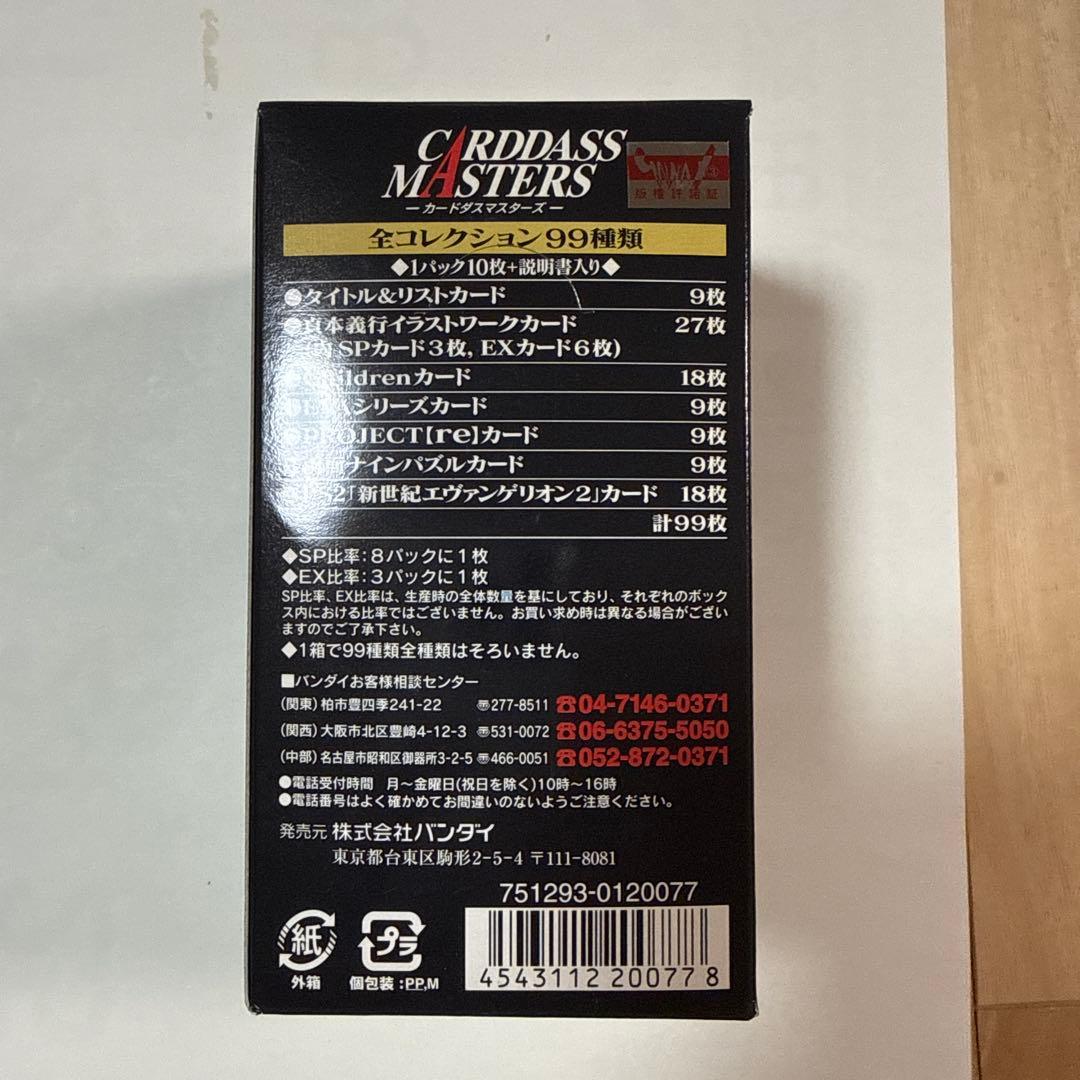 CARDDASS
MASTERS
ーカードダスマスターズー
GAINAX
版権許諾証
全コレクション99種類
◆1パック10枚+説明書入り◆
●タイトル&リストカード 9枚
貞本義行イラストワークカード 27枚
SPカード3枚, EXカード6枚)
カード 18枚
シリーズカード 9枚
PROJECT【re】カード 9枚
ナインパズルカード 9枚
「新世紀エヴァンゲリオン2」カード 18枚
計99枚
◆SP比率:8パックに1枚
◆EX比率:3パックに1枚
SP比率、EX比率は、生産時の全体数量を基にしており、それぞれのボック
ス内における比率ではございません。お買い求め時は異なる場合がござい
ますのでご了承下さい。
◆1箱で99種類全種類はそろいません。
■バンダイお客様相談センター
(関東)柏市豊四季241-22 〠277-8511 ☎04-7146-0371
(関西)大阪市北区豊崎4-12-3 〠531-0072 ☎06-6375-5050
(中部)名古屋市昭和区御器所3-2-5 〠466-0051 ☎052-872-0371
●電話受付時間 月〜金曜日(祝日を除く)10時〜16時
●電話番号はよく確かめてお間違いのないようご注意ください。
発売元 株式会社バンダイ
東京都台東区駒形2-5-4 〒111-8081
751293-0120077
紙
外箱
プラ
個包装:PP,M
4543112 200778